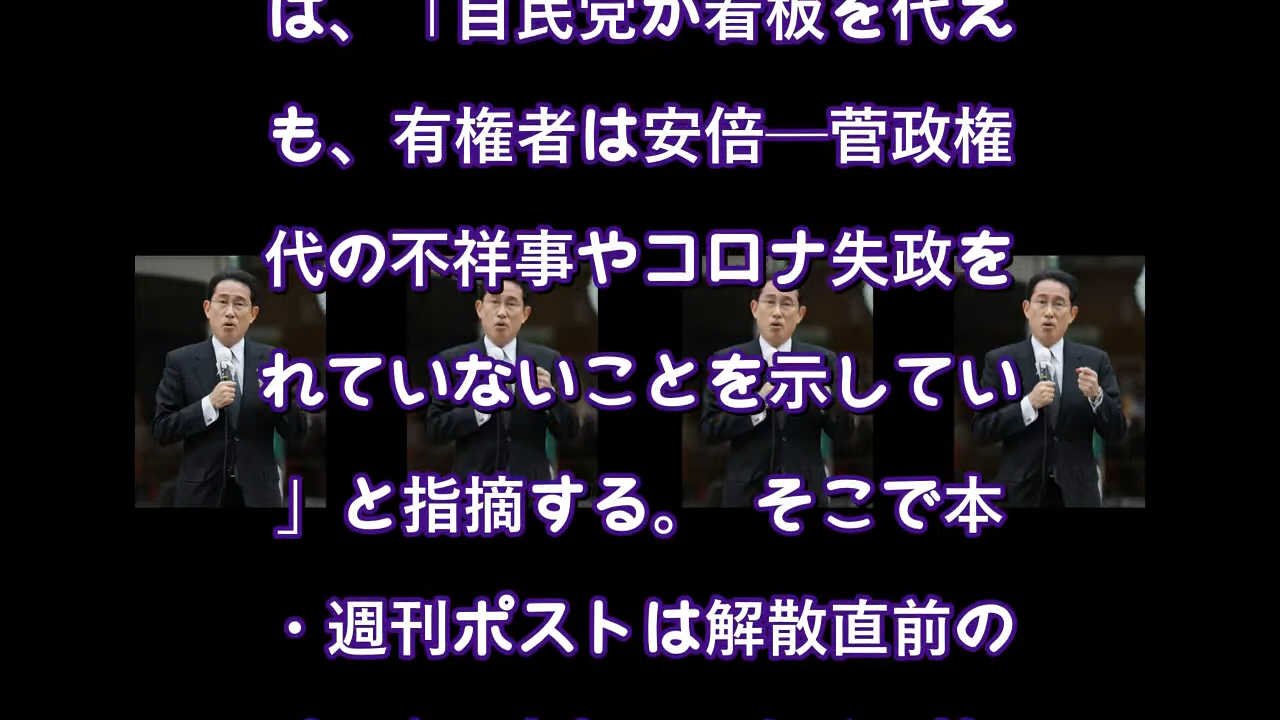 は、「自民党が看板を代え
も、有権者は安倍―菅政権
代の不祥事やコロナ失政を
れていないことを示してい
」と指摘する。　そこで本
・週刊ポストは解散直前の